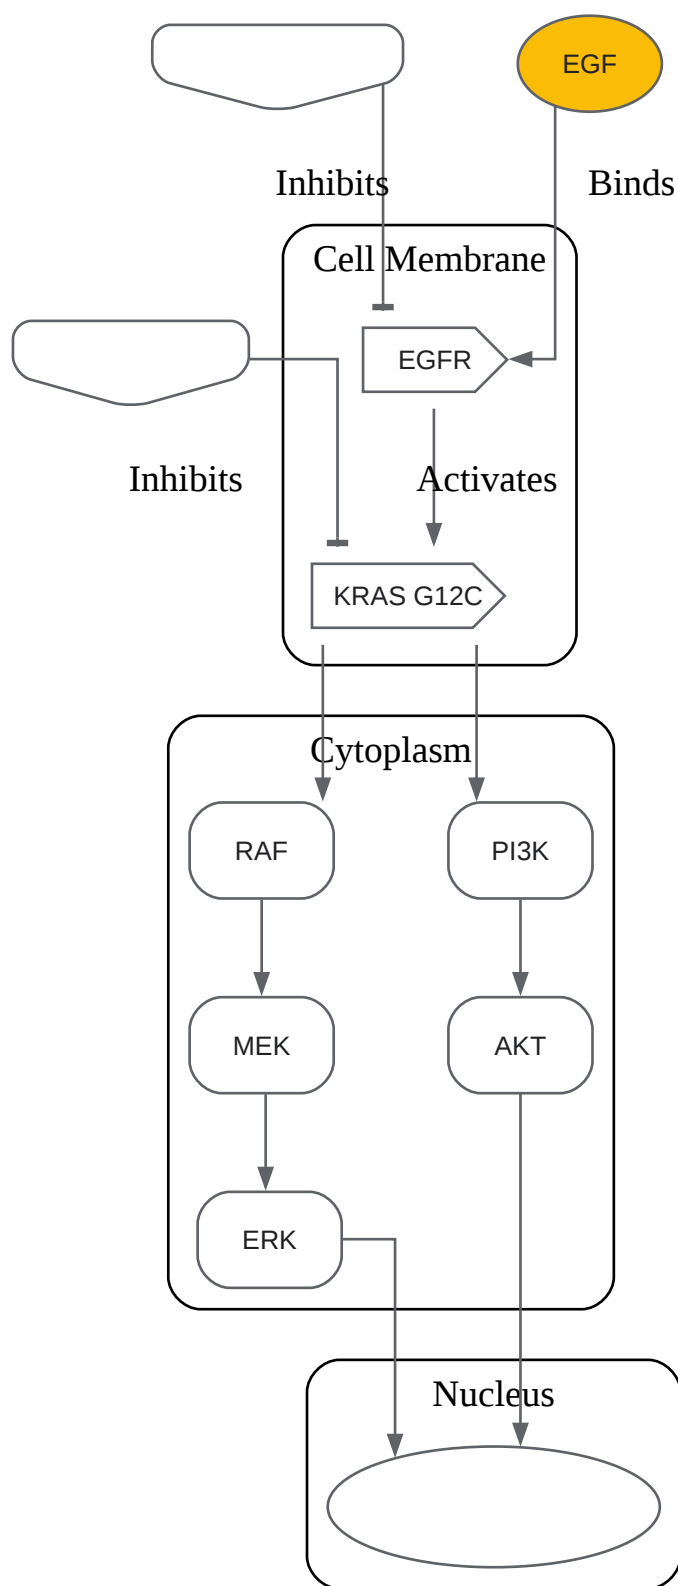 EGF
Inhibits
Binds
Cell Membrane
EGFR
Inhibits
Activates
KRAS G12C
Cytoplasm
RAF
PI3K
MEK
AKT
ERK
Nucleus